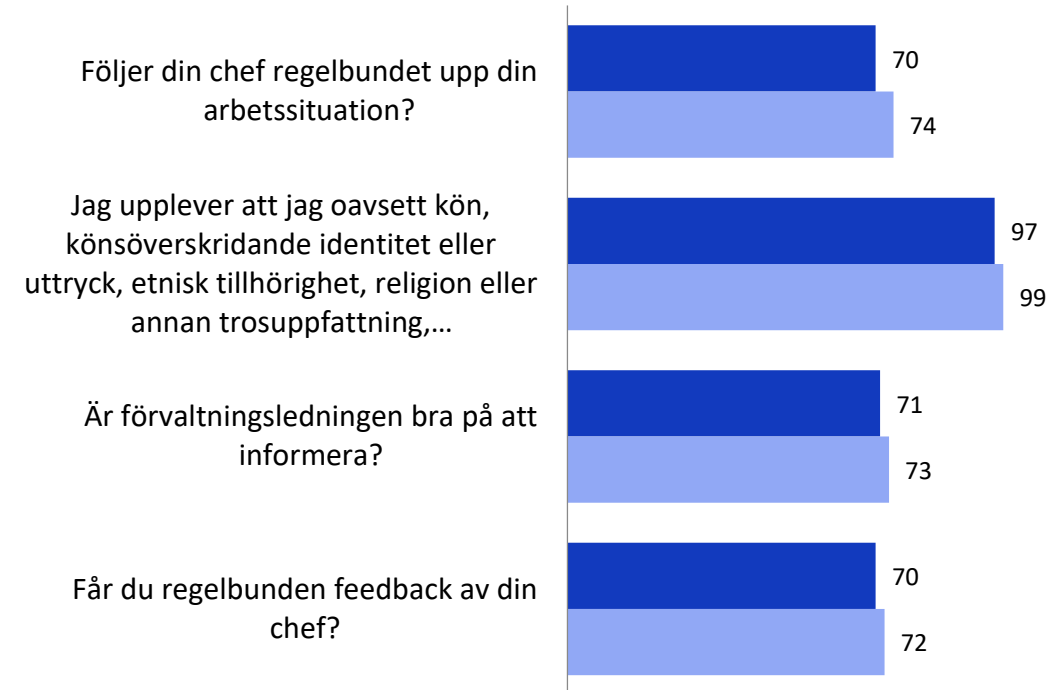 Följer din chef regelbundet upp din
arbetssituation?
70
74
Jag upplever att jag oavsett kön,
könsöverskridande identitet eller
uttryck, etnisk tillhörighet, religion eller
annan trosuppfattning,...
97
99
Är förvaltningsledningen bra på att
informera?
71
73
Får du regelbunden feedback av din
chef?
70
72